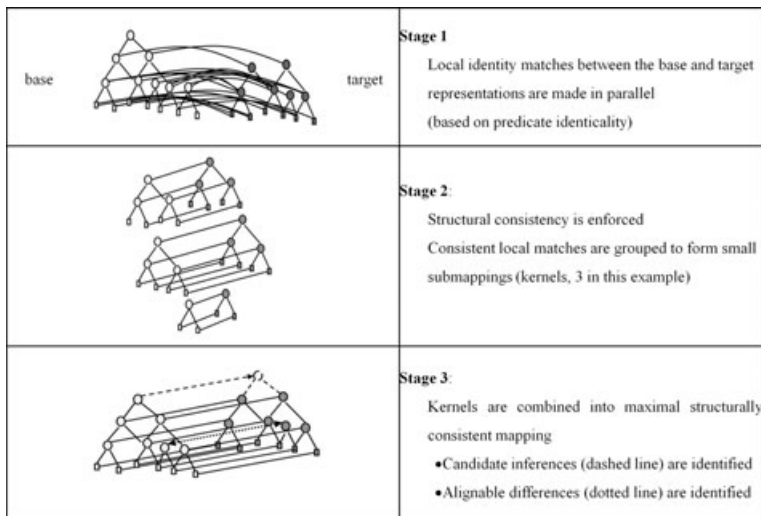 base
target
Stage 1
Local identity matches between the base and target
representations are made in parallel
(based on predicate identicality)
Stage 2:
Structural consistency is enforced
Consistent local matches are grouped to form small
submappings (kernels, 3 in this example)
Stage 3:
Kernels are combined into maximal structurally
consistent mapping
•Candidate inferences (dashed line) are identified
•Alignable differences (dotted line) are identified